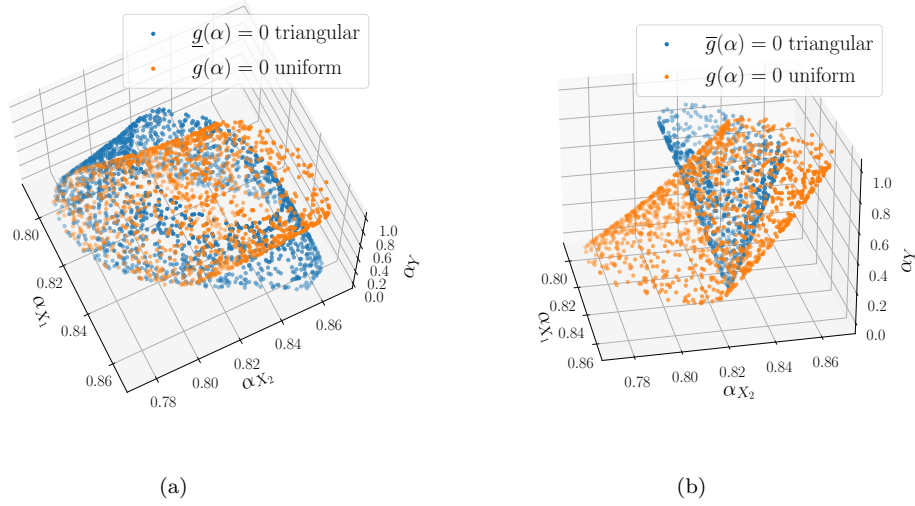 g(α) = 0 triangular
g(α) = 0 uniform
0.80
0.82
0.84
0.86
α_{X_1}
0.78
0.80
0.82
0.84
0.86
α_{X_2}
0.0
0.2
0.4
0.6
0.8
1.0
α_Y
(a)
g̅(α) = 0 triangular
g(α) = 0 uniform
0.80
0.82
0.84
0.86
α_{X_1}
0.78
0.80
0.82
0.84
0.86
α_{X_2}
0.0
0.2
0.4
0.6
0.8
1.0
α_Y
(b)